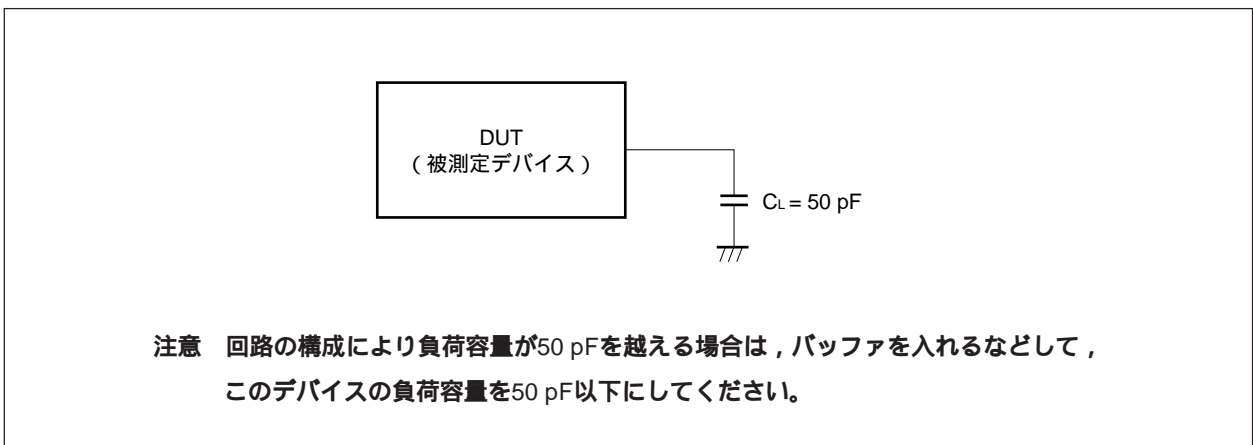 DUT
（被測定デバイス）
CL = 50 pF
注意　回路の構成により負荷容量が50 pFを越える場合は，バッファを入れるなどして，
このデバイスの負荷容量を50 pF以下にしてください。